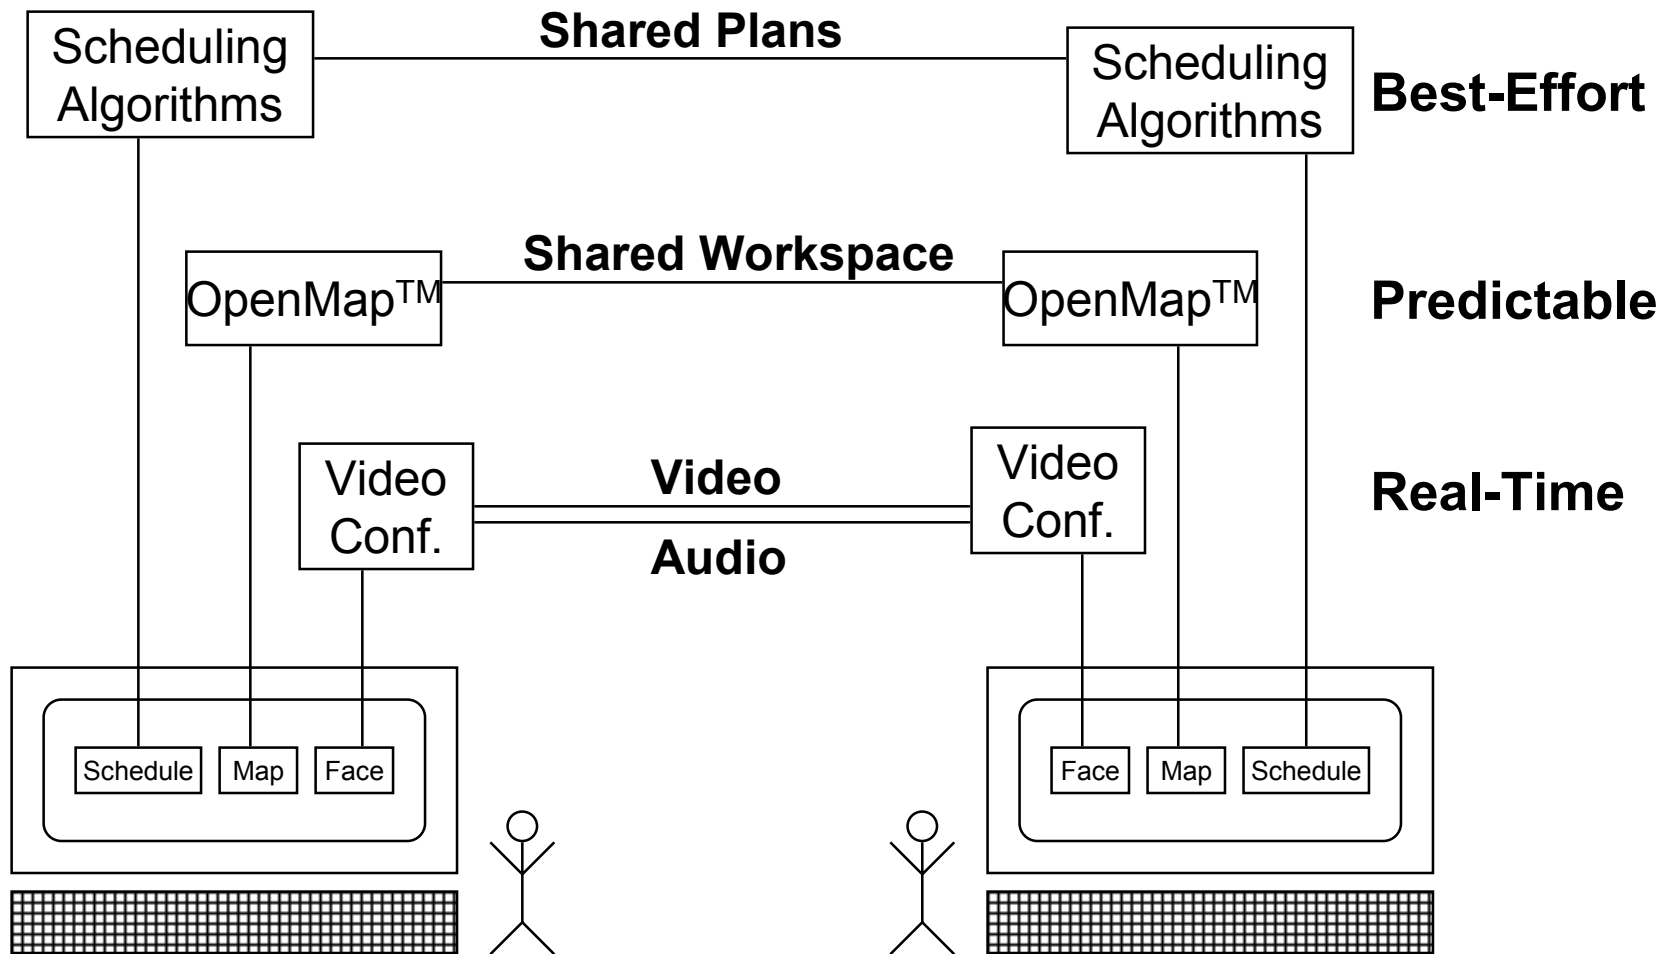 Shared Plans
Scheduling
Algorithms
Scheduling
Algorithms
Best-Effort
Shared Workspace
OpenMap™
OpenMap™
Predictable
Video
Conf.
Video
Audio
Video
Conf.
Real-Time
Schedule
Map
Face
Face
Map
Schedule